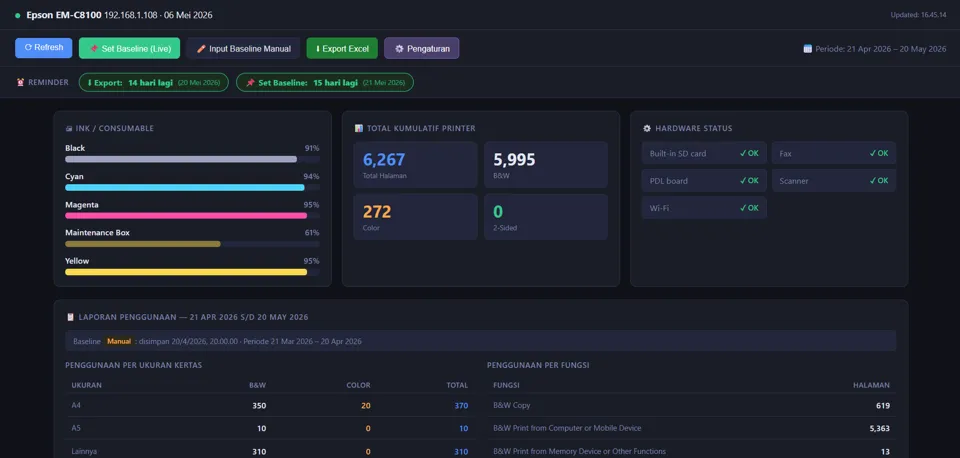 Epson EM-C8100 192.168.1.108 · 06 Mei 2026
Updated: 16.45.14
Refresh
Set Baseline (Live)
Input Baseline Manual
Export Excel
Pengaturan
Periode: 21 Apr 2026 – 20 May 2026
REMINDER
Export: 14 hari lagi (20 Mei 2026)
Set Baseline: 15 hari lagi (21 Mei 2026)
INK / CONSUMABLE
Black 91%
Cyan 94%
Magenta 95%
Maintenance Box 61%
Yellow 95%
TOTAL KUMULATIF PRINTER
6,267
Total Halaman
5,995
B&W
272
Color
0
2-Sided
HARDWARE STATUS
Built-in SD card ✓ OK
Fax ✓ OK
PDL board ✓ OK
Scanner ✓ OK
Wi-Fi ✓ OK
LAPORAN PENGGUNAAN — 21 APR 2026 S/D 20 MAY 2026
Baseline Manual : disimpan 20/4/2026, 20.00.00 · Periode 21 Mar 2026 – 20 Apr 2026
PENGGUNAAN PER UKURAN KERTAS
UKURAN B&W COLOR TOTAL
A4 350 20 370
A5 10 0 10
Lainnya 310 0 310
PENGGUNAAN PER FUNGSI
FUNGSI HALAMAN
B&W Copy 619
B&W Print from Computer or Mobile Device 5,363
B&W Print from Memory Device or Other Functions 13